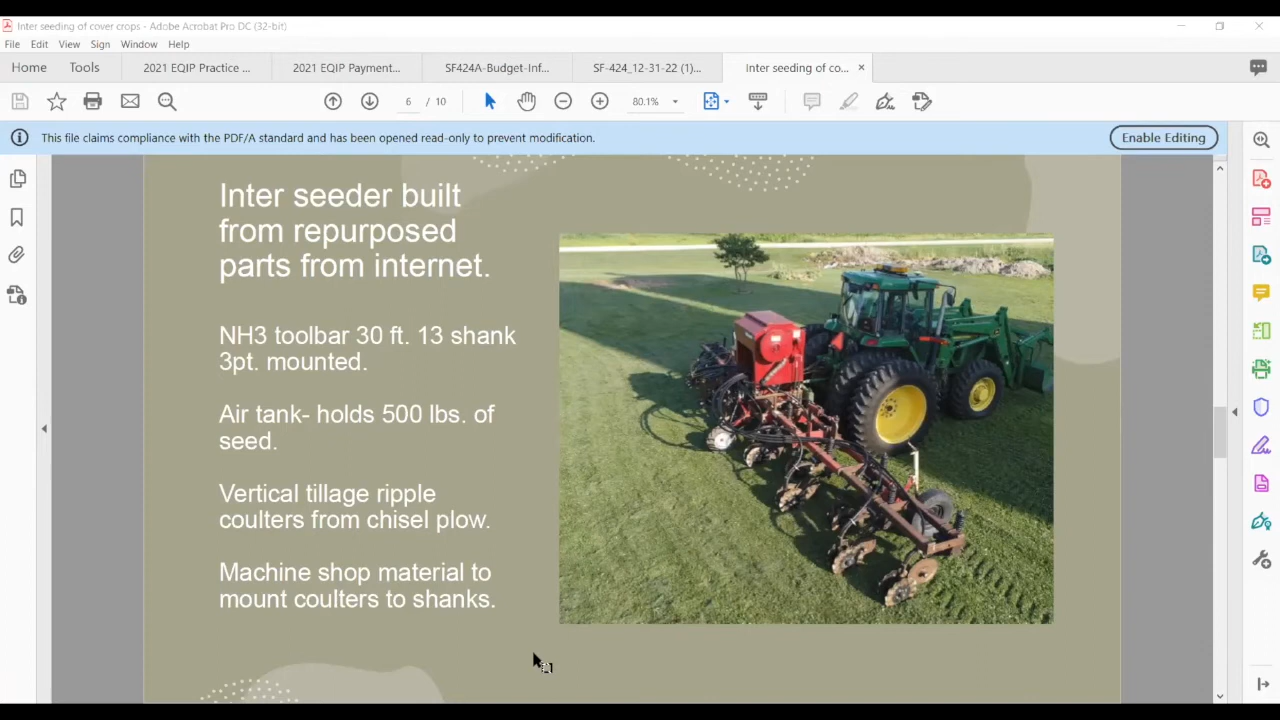 Inter seeding of cover crops - Adobe Acrobat Pro DC (32-bit)
File Edit View Sign Window Help
Home Tools 2021 EQIP Practice ... 2021 EQIP Payment... SF424A-Budget-Inf... SF-424_12-31-22 (1)... Inter seeding of co... ×
6 / 10 80.1%
This file claims compliance with the PDF/A standard and has been opened read-only to prevent modification. Enable Editing
Inter seeder built
from repurposed
parts from internet.
NH3 toolbar 30 ft. 13 shank
3pt. mounted.
Air tank- holds 500 lbs. of
seed.
Vertical tillage ripple
coulters from chisel plow.
Machine shop material to
mount coulters to shanks.